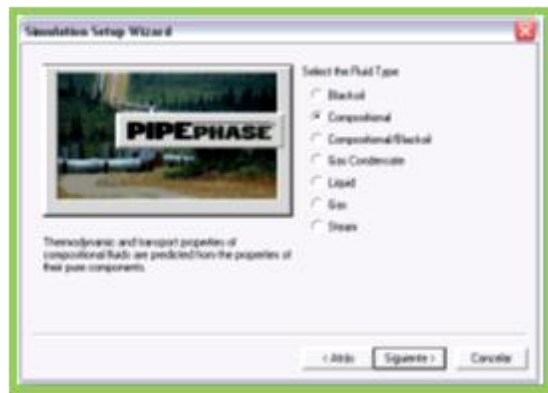 Simulation Setup Wizard
Select the Fluid Type
Blackoil
Compositional
Compositional/Blackoil
Gas Condensate
Liquid
Gas
Steam
PIPEPHASE
Thermodynamic and transport properties of
compositional fluids are predicted from the properties of
their pure components.
< Atrás
Siguiente >
Cancelar